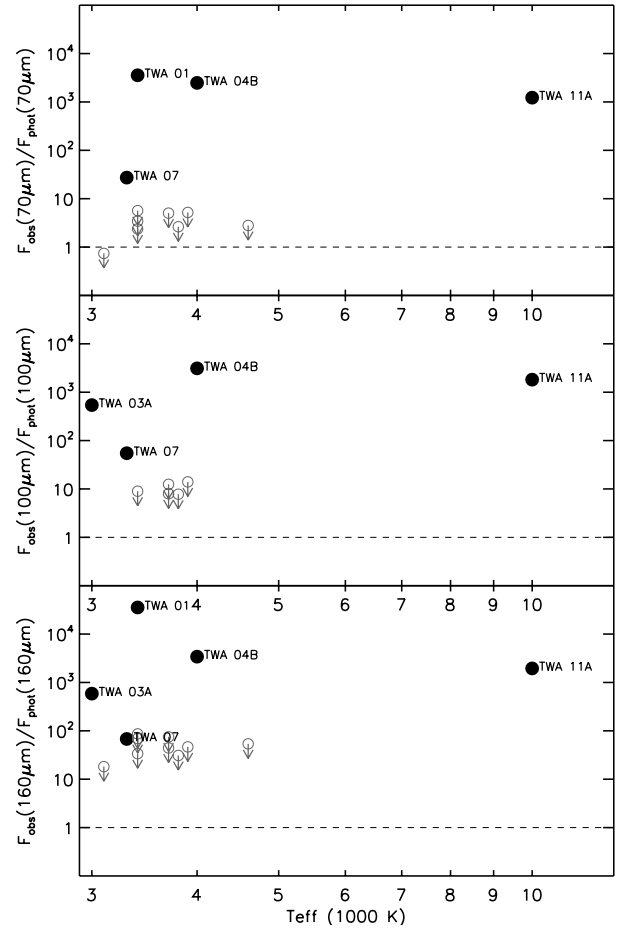 F_obs(70μm)/F_phot(70μm)
10^4
10^3
10^2
10
1
TWA 01
TWA 04B
TWA 11A
TWA 07
3 4 5 6 7 8 9 10
F_obs(100μm)/F_phot(100μm)
10^4
10^3
10^2
10
1
TWA 04B
TWA 11A
TWA 03A
TWA 07
3 4 5 6 7 8 9 10
F_obs(160μm)/F_phot(160μm)
10^4
10^3
10^2
10
1
TWA 01
TWA 04B
TWA 11A
TWA 03A
TWA 07
3 4 5 6 7 8 9 10
Teff (1000 K)